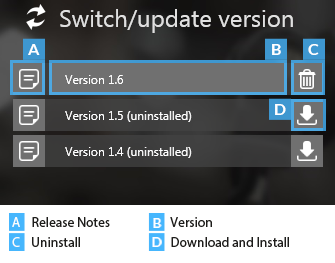 Switch/update version
A B C
Version 1.6
Version 1.5 (uninstalled) D
Version 1.4 (uninstalled)
A Release Notes B Version
C Uninstall D Download and Install